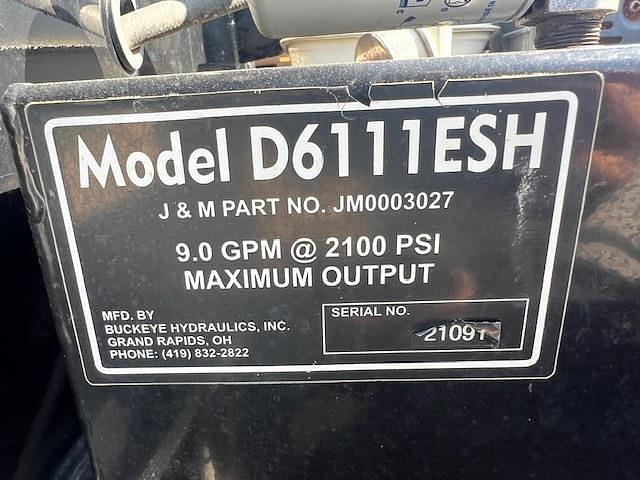 Model D6111ESH
J & M PART NO. JM0003027
9.0 GPM @ 2100 PSI
MAXIMUM OUTPUT
MFD. BY
BUCKEYE HYDRAULICS, INC.
GRAND RAPIDS, OH
PHONE: (419) 832-2822
SERIAL NO.
21091